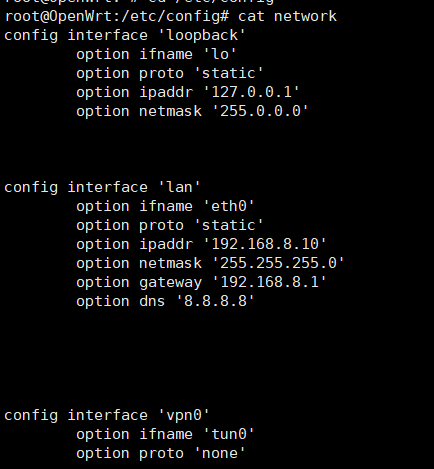 root@OpenWrt:/etc/config# cat network
config interface 'loopback'
option ifname 'lo'
option proto 'static'
option ipaddr '127.0.0.1'
option netmask '255.0.0.0'
config interface 'lan'
option ifname 'eth0'
option proto 'static'
option ipaddr '192.168.8.10'
option netmask '255.255.255.0'
option gateway '192.168.8.1'
option dns '8.8.8.8'
config interface 'vpn0'
option ifname 'tun0'
option proto 'none'